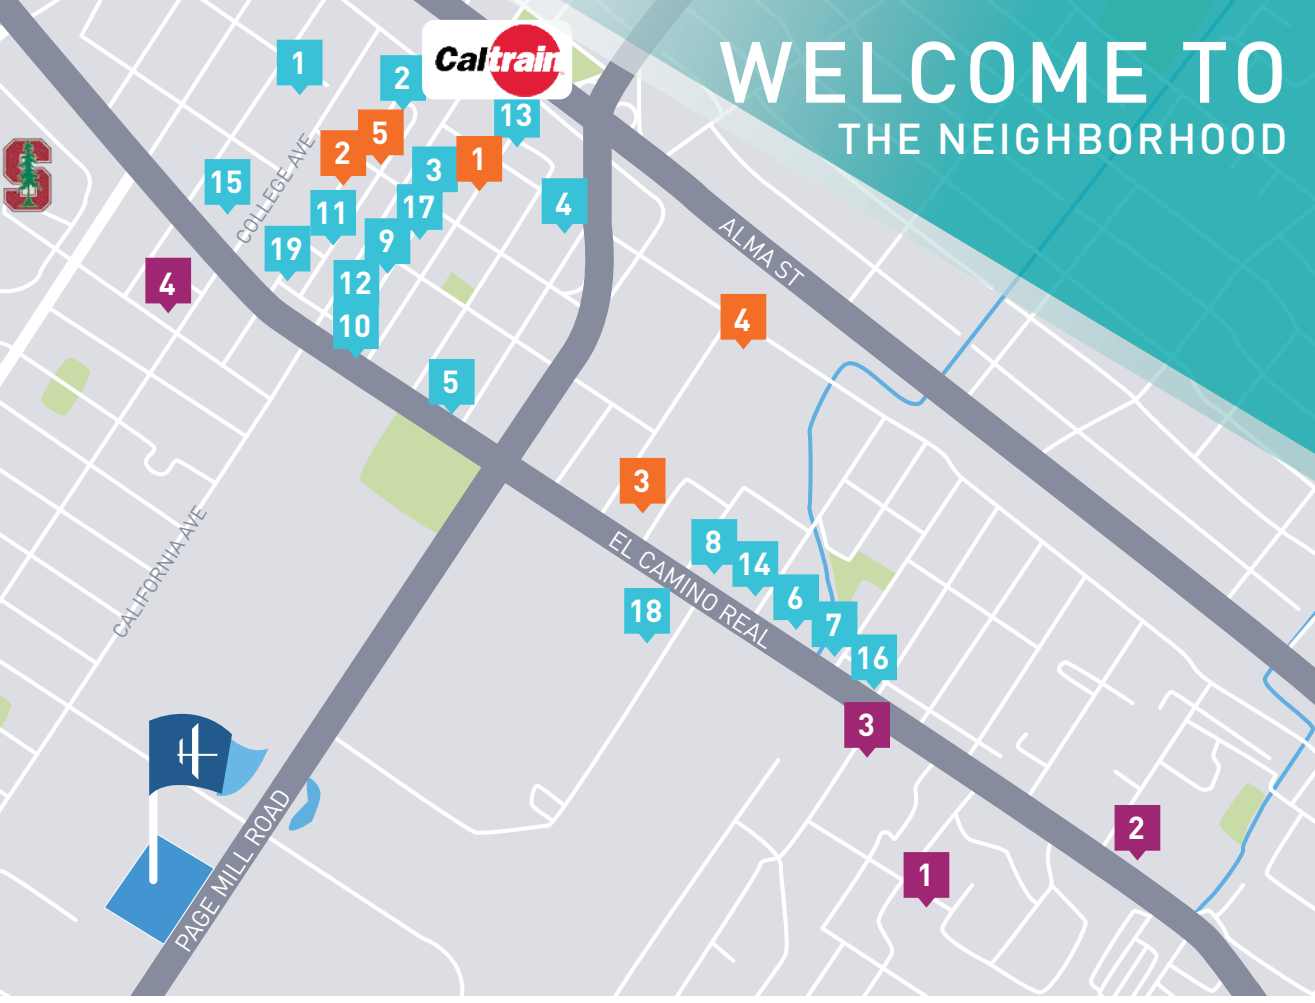 WELCOME TO
THE NEIGHBORHOOD
Caltrain
1
2
13
5
2
1
3
15
17
4
11
9
19
COLLEGE AVE
S
4
12
10
5
ALMA ST
4
3
8
14
6
18
7
16
EL CAMINO REAL
CALIFORNIA AVE
3
2
1
H
PAGE MILL ROAD